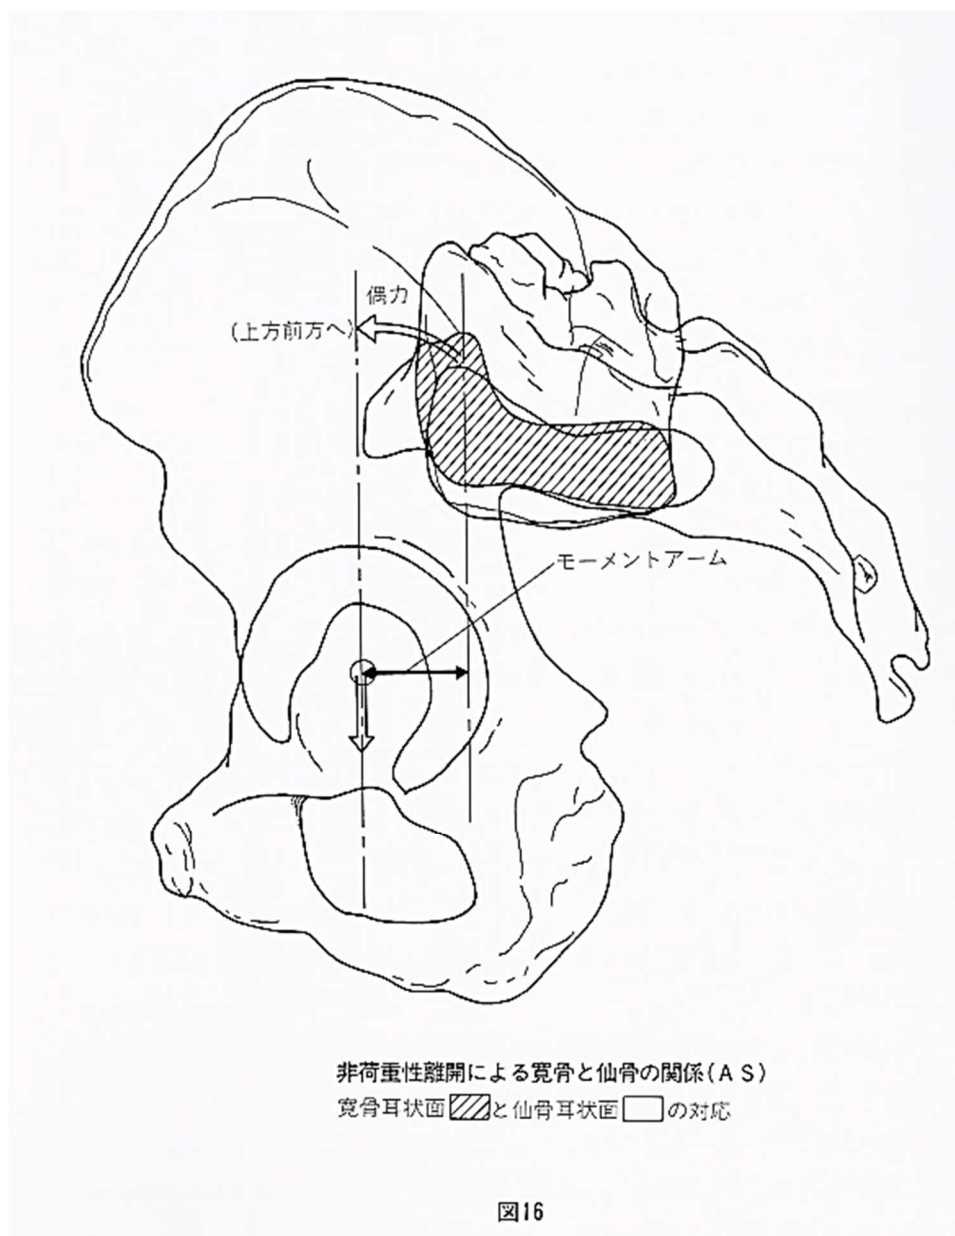 偶力
(上方前方へ)
モーメントアーム
非荷重性離開による寛骨と仙骨の関係(AS)
寛骨耳状面 と仙骨耳状面 の対応
図16